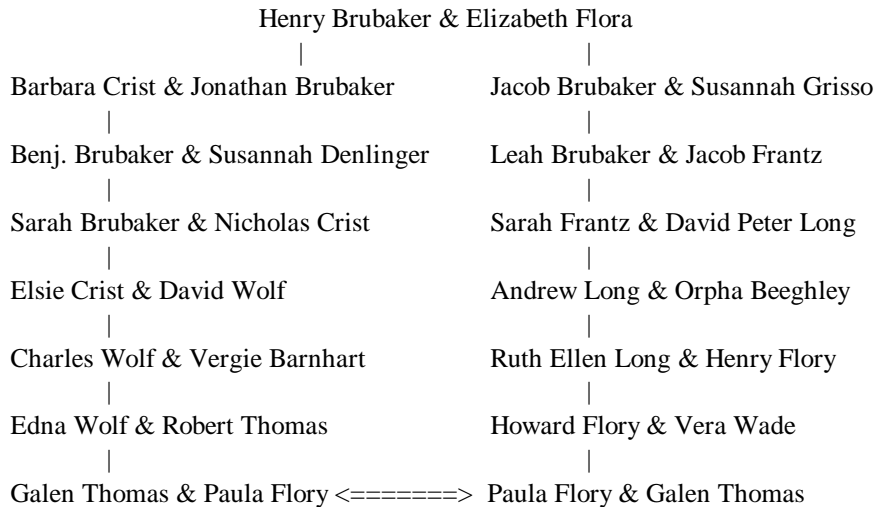 Henry Brubaker & Elizabeth Flora
Barbara Crist & Jonathan Brubaker Jacob Brubaker & Susannah Grisso
Benj. Brubaker & Susannah Denlinger Leah Brubaker & Jacob Frantz
Sarah Brubaker & Nicholas Crist Sarah Frantz & David Peter Long
Elsie Crist & David Wolf Andrew Long & Orpha Beeghley
Charles Wolf & Vergie Barnhart Ruth Ellen Long & Henry Flory
Edna Wolf & Robert Thomas Howard Flory & Vera Wade
Galen Thomas & Paula Flory <=======> Paula Flory & Galen Thomas